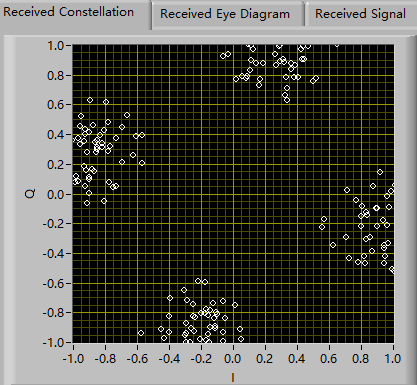 Received Constellation Received Eye Diagram Received Signal
1.0
0.8
0.6
0.4
0.2
Q
0.0
-0.2
-0.4
-0.6
-0.8
-1.0
-1.0 -0.8 -0.6 -0.4 -0.2 0.0 0.2 0.4 0.6 0.8 1.0
I